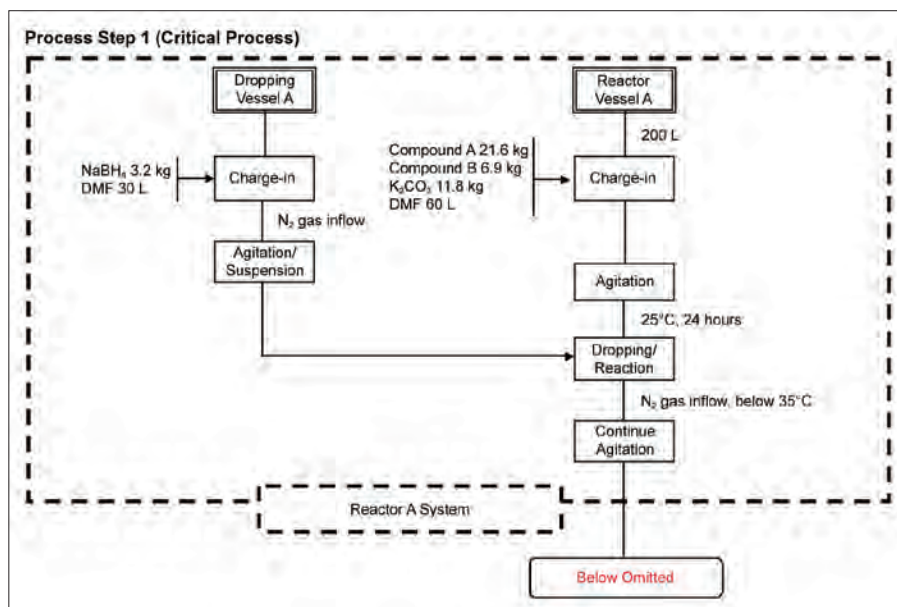 Process Step 1 (Critical Process)
Dropping
Vessel A
Reactor
Vessel A
200 L
NaBH₄ 3.2 kg
DMF 30 L
Charge-in
Compound A 21.6 kg
Compound B 6.9 kg
K₂CO₃ 11.8 kg
DMF 60 L
Charge-in
N₂ gas inflow
Agitation/
Suspension
Agitation
25°C, 24 hours
Dropping/
Reaction
N₂ gas inflow, below 35°C
Continue
Agitation
Reactor A System
Below Omitted